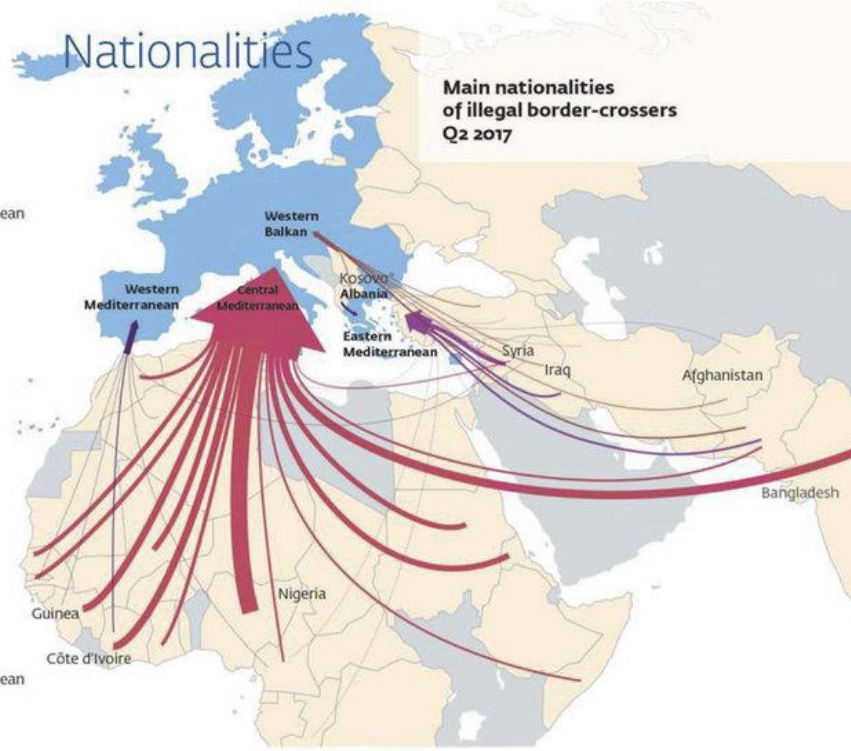 Nationalities
Main nationalities
of illegal border-crossers
Q2 2017
ean
Western
Balkan
Kosovo*
Albania
Western
Mediterranean
Central
Mediterranean
Eastern
Mediterranean
Syria
Iraq
Afghanistan
Bangladesh
Nigeria
Guinea
Côte d'Ivoire
ean